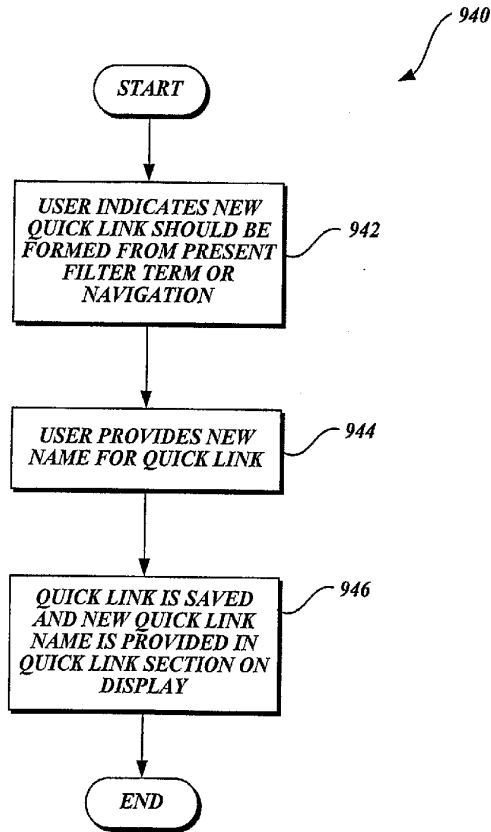 940
START
USER INDICATES NEW
QUICK LINK SHOULD BE
FORMED FROM PRESENT
FILTER TERM OR
NAVIGATION
942
USER PROVIDES NEW
NAME FOR QUICK LINK
944
QUICK LINK IS SAVED
AND NEW QUICK LINK
NAME IS PROVIDED IN
QUICK LINK SECTION ON
DISPLAY
946
END